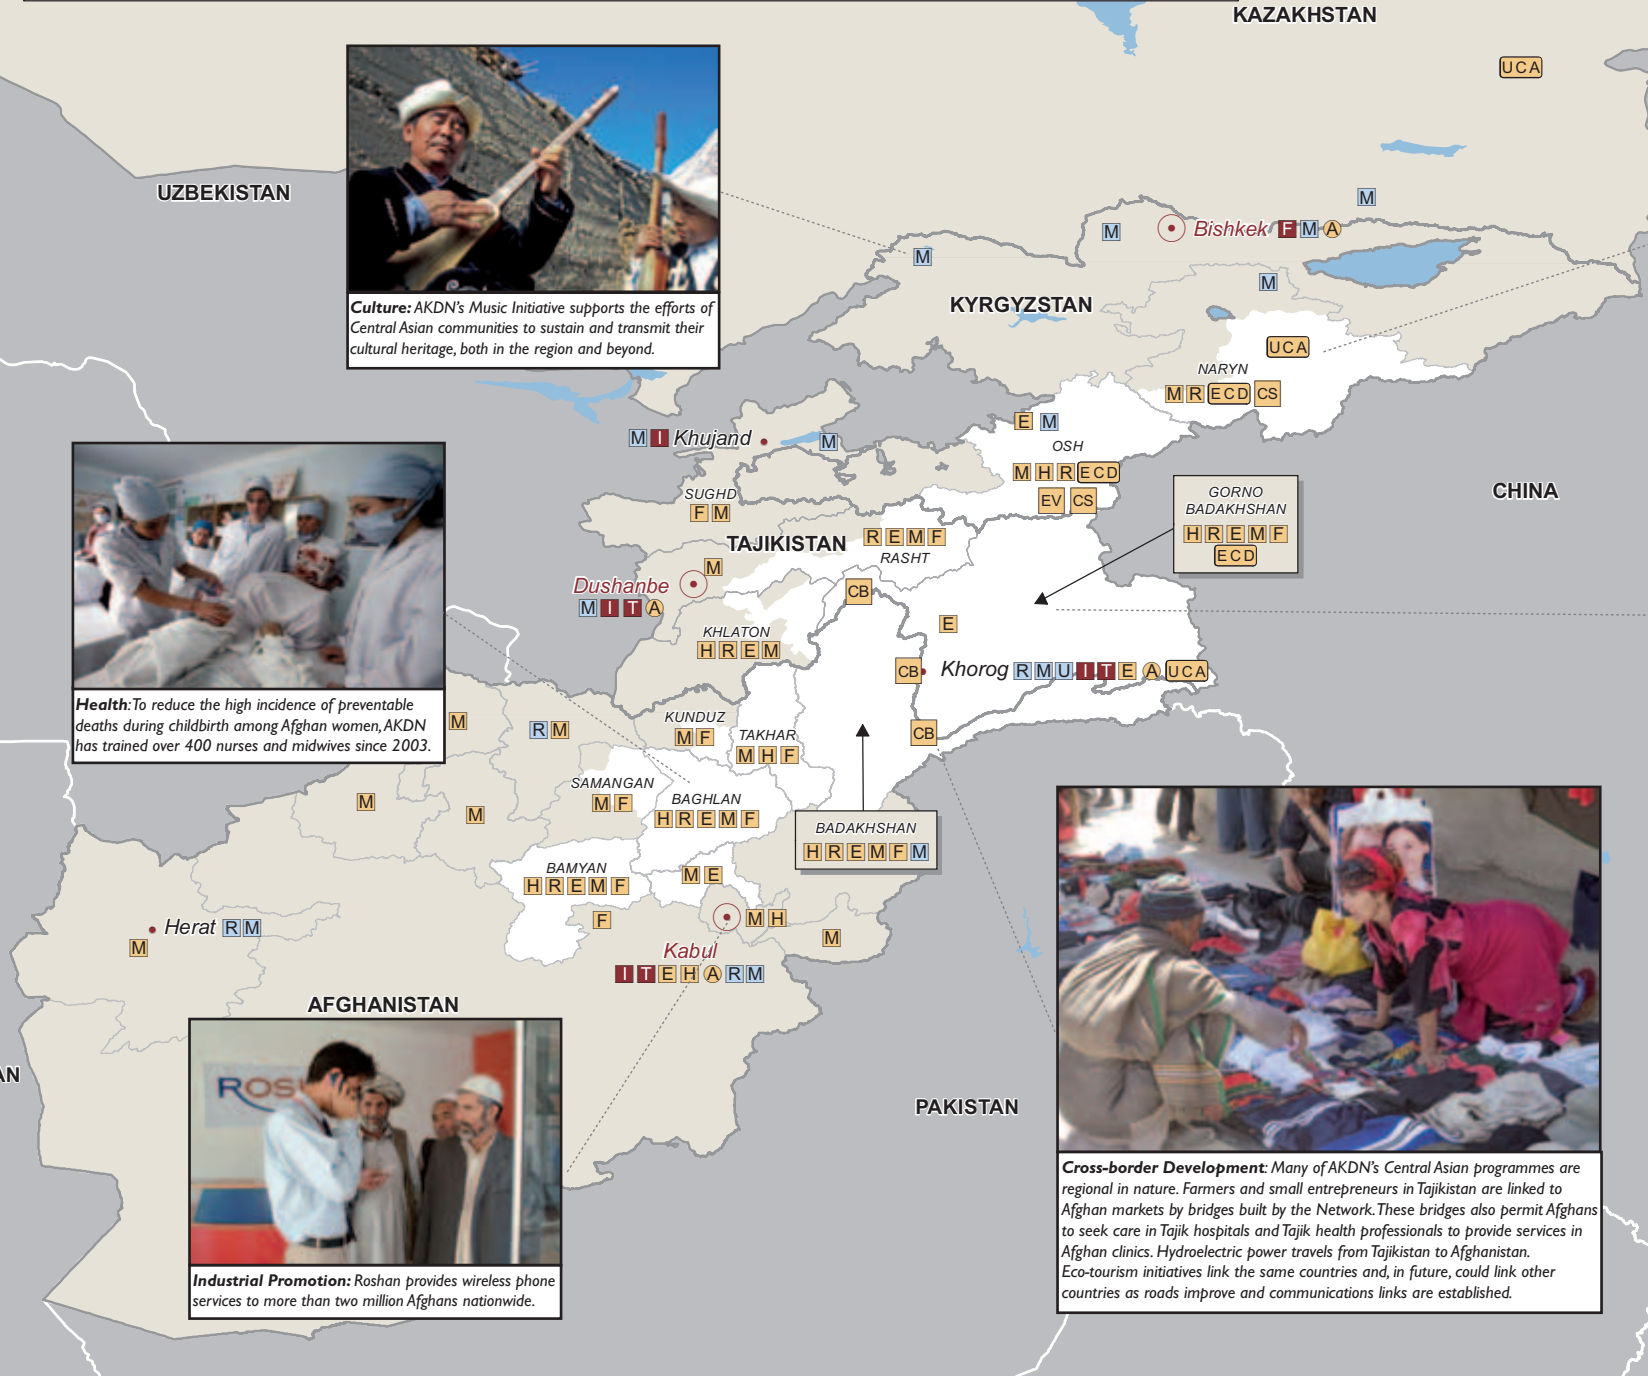 KAZAKHSTAN
UCA
UZBEKISTAN
M
M
Bishkek F M A
M
M
Culture: AKDN's Music Initiative supports the efforts of
Central Asian communities to sustain and transmit their
cultural heritage, both in the region and beyond.
KYRGYZSTAN
UCA
NARYN
M R ECD CS
E M
M I Khujand
M
OSH
M H R ECD
EV CS
CHINA
SUGHD
F M
GORNO
BADAKHSHAN
H R E M F
ECD
TAJIKISTAN
R E M F
RASHT
M
Dushanbe
M I T A
CB
E
KHLATON
H R E M
CB
Khorog R M U I T E A UCA
Health: To reduce the high incidence of preventable
deaths during childbirth among Afghan women, AKDN
has trained over 400 nurses and midwives since 2003.
M
R M
KUNDUZ
M F
TAKHAR
M H F
CB
SAMANGAN
M F
M
M
BAGHLAN
H R E M F
BADAKHSHAN
H R E M F M
BAMYAN
H R E M F
M E
F
M H
Herat R M
M
M
Kabul
I T E H A R M
AFGHANISTAN
AN
ROS
PAKISTAN
Cross-border Development: Many of AKDN's Central Asian programmes are
regional in nature. Farmers and small entrepreneurs in Tajikistan are linked to
Afghan markets by bridges built by the Network. These bridges also permit Afghans
to seek care in Tajik hospitals and Tajik health professionals to provide services in
Afghan clinics. Hydroelectric power travels from Tajikistan to Afghanistan.
Eco-tourism initiatives link the same countries and, in future, could link other
countries as roads improve and communications links are established.
Industrial Promotion: Roshan provides wireless phone
services to more than two million Afghans nationwide.